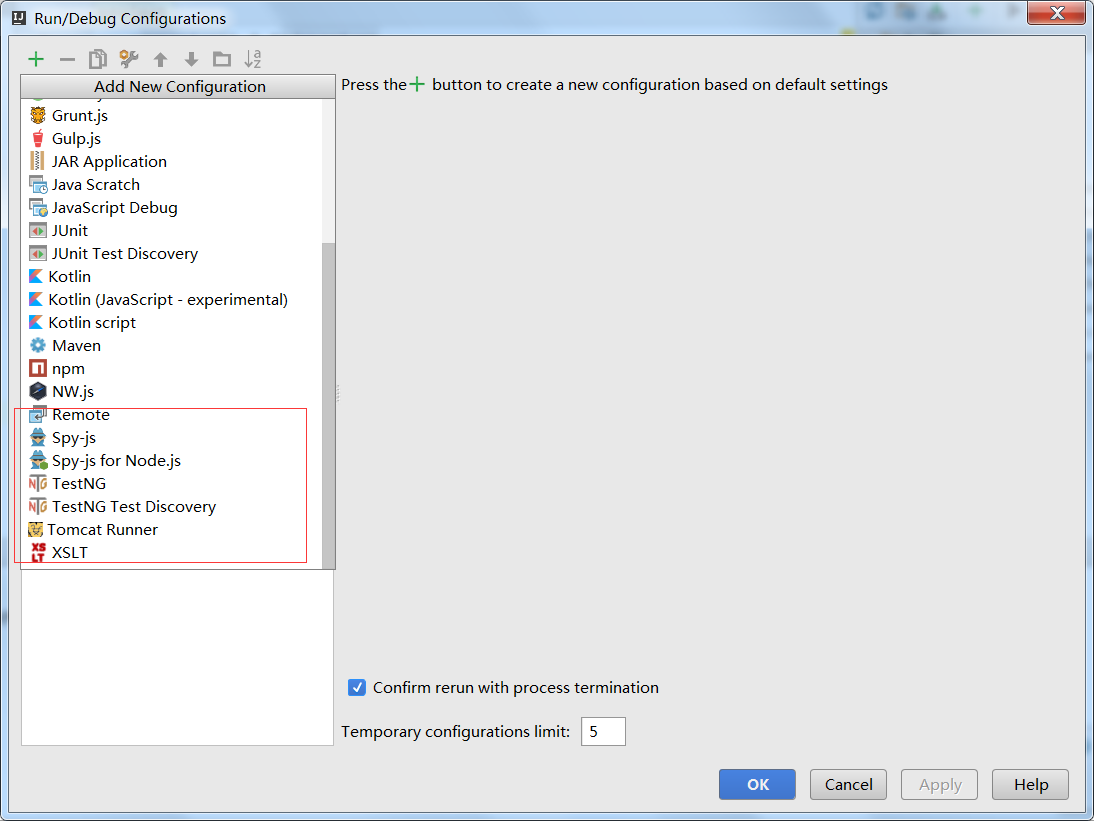 Run/Debug Configurations
Add New Configuration
Press the + button to create a new configuration based on default settings
Grunt.js
Gulp.js
JAR Application
Java Scratch
JavaScript Debug
JUnit
JUnit Test Discovery
Kotlin
Kotlin (JavaScript - experimental)
Kotlin script
Maven
npm
NW.js
Remote
Spy-js
Spy-js for Node.js
TestNG
TestNG Test Discovery
Tomcat Runner
XSLT
Confirm rerun with process termination
Temporary configurations limit: 5
OK Cancel Apply Help